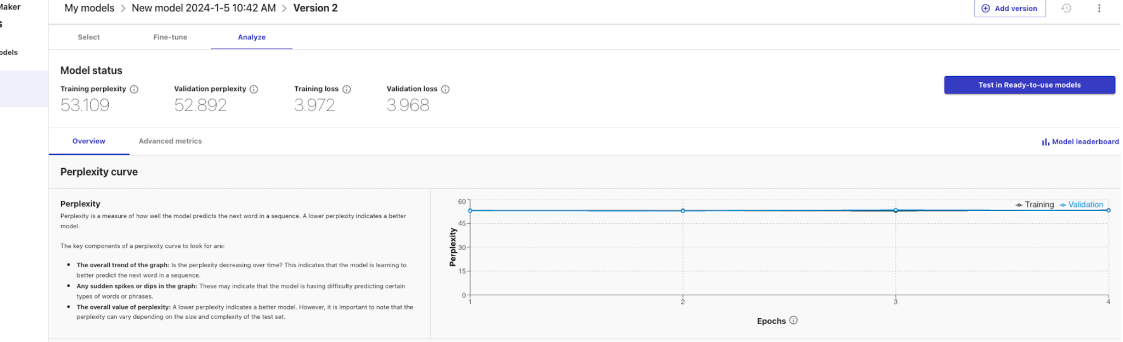 Maker
My models > New model 2024-1-5 10:42 AM > Version 2
Add version
s
Select Fine-tune Analyze
odels
Model status
Training perplexity Validation perplexity Training loss Validation loss
53.109 52.892 3.972 3.968
Test in Ready-to-use models
Overview Advanced metrics
Model leaderboard
Perplexity curve
Perplexity
Perplexity is a measure of how well the model predicts the next word in a sequence. A lower perplexity indicates a better
model.
The key components of a perplexity curve to look for are:
• The overall trend of the graph: Is the perplexity decreasing over time? This indicates that the model is learning to
better predict the next word in a sequence.
• Any sudden spikes or dips in the graph: These may indicate that the model is having difficulty predicting certain
types of words or phrases.
• The overall value of perplexity: A lower perplexity indicates a better model. However, it is important to note that the
perplexity can vary depending on the size and complexity of the test set.
Training Validation
Perplexity
60
45
30
15
0
1 2 3 4
Epochs